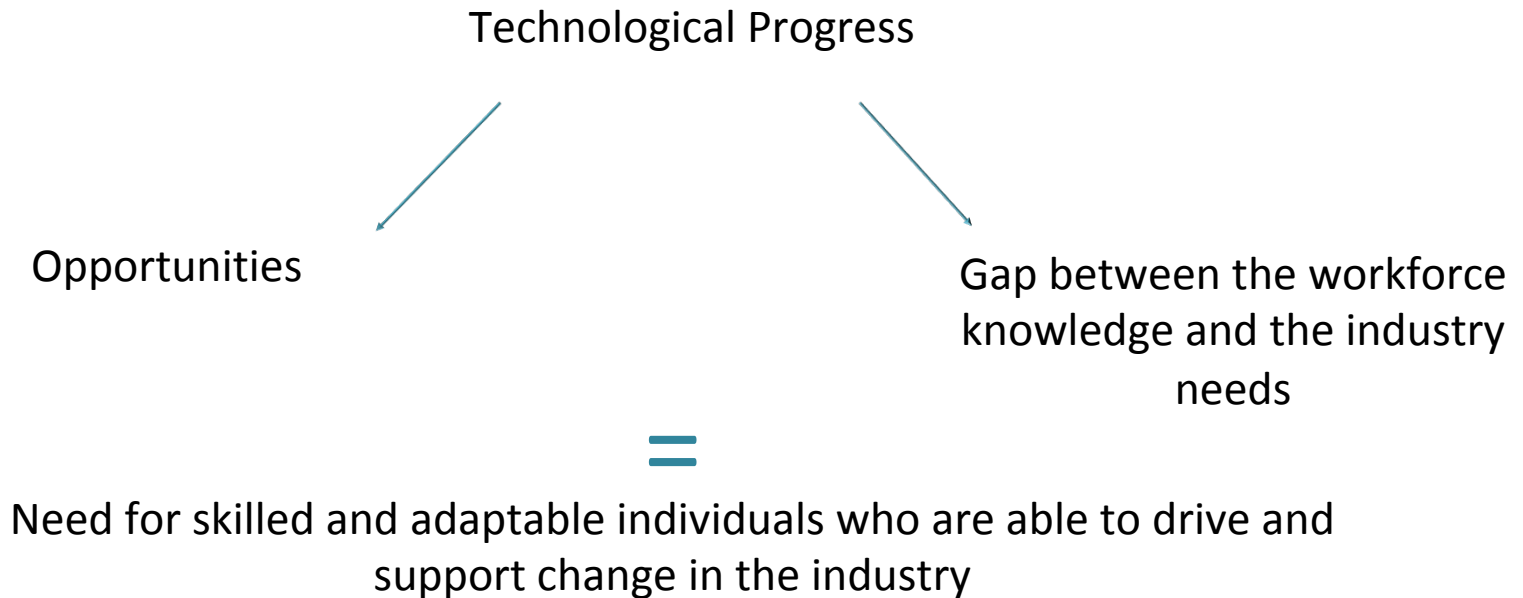 Technological Progress
Opportunities
Gap between the workforce
knowledge and the industry
needs
=
Need for skilled and adaptable individuals who are able to drive and
support change in the industry